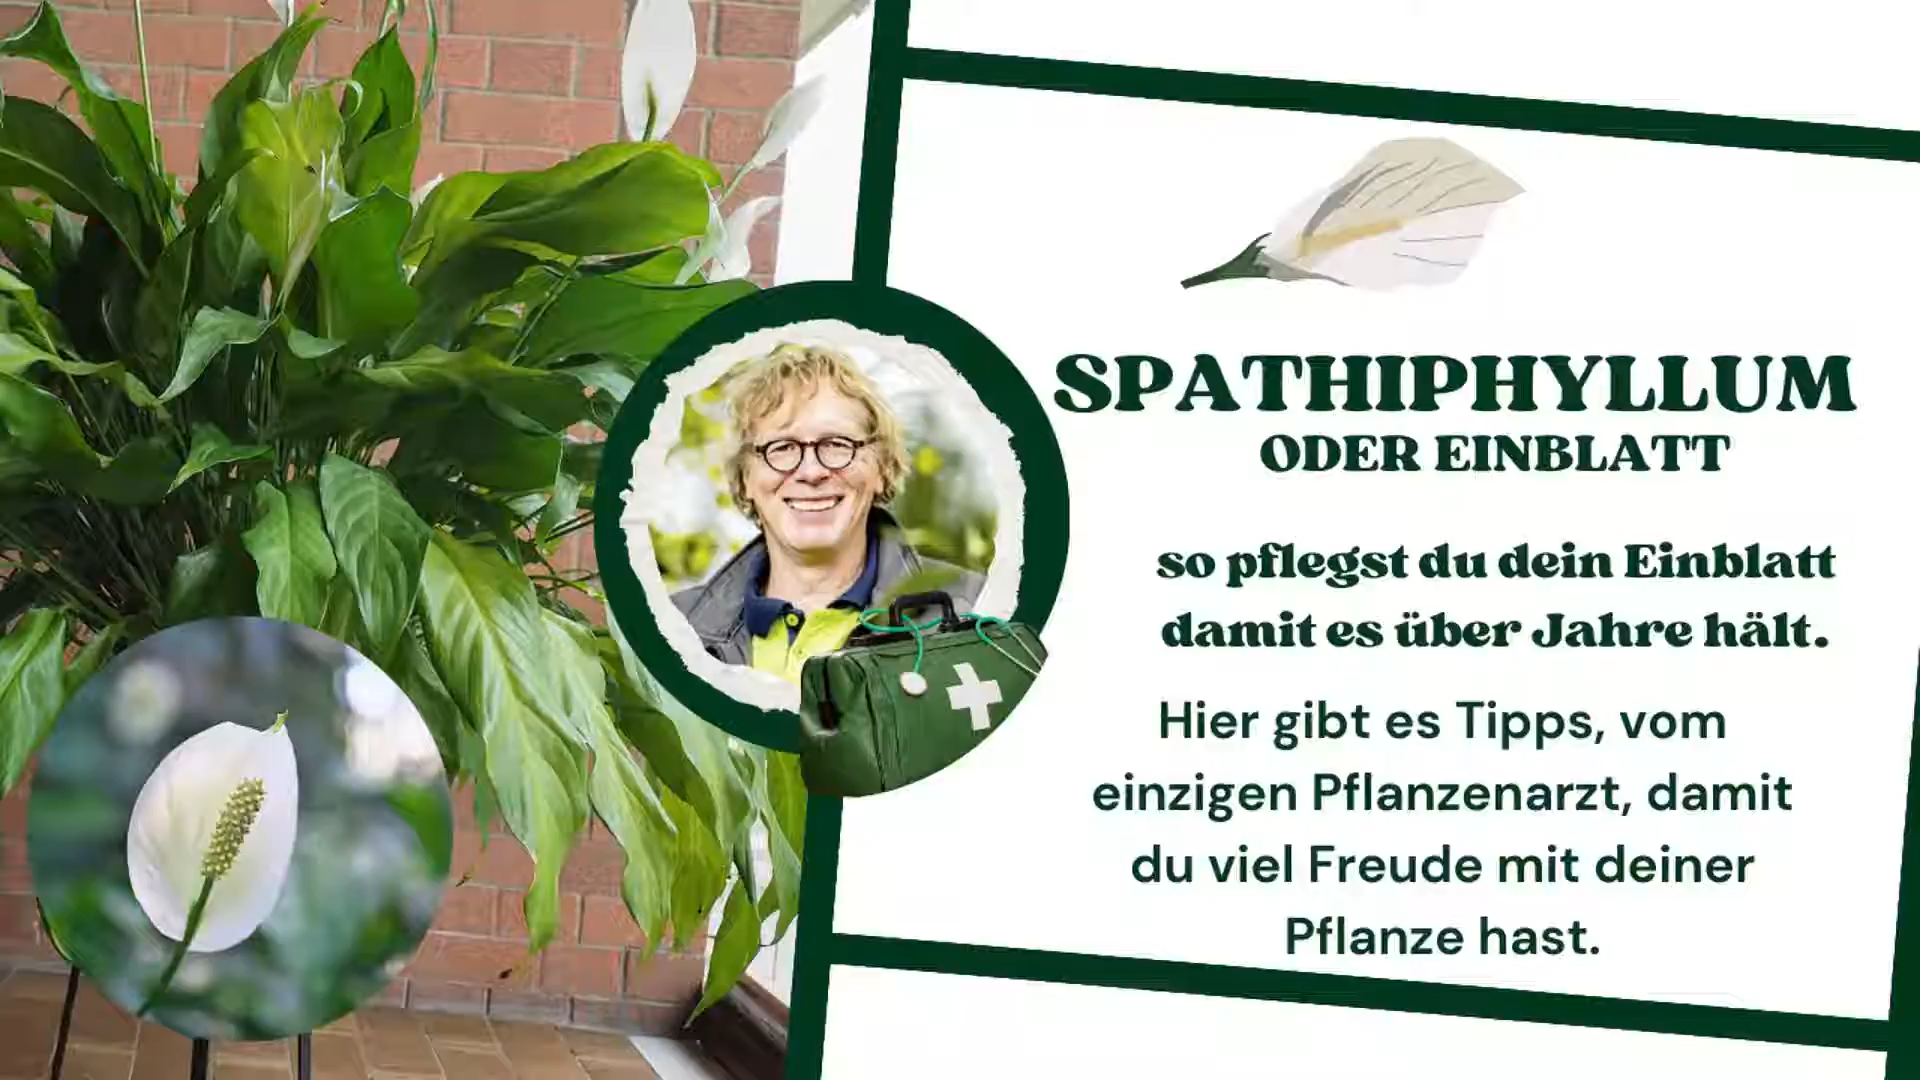 SPATHIPHYLLUM
ODER EINBLATT
so pflegst du dein Einblatt
damit es über Jahre hält.
Hier gibt es Tipps, vom
einzigen Pflanzenarzt, damit
du viel Freude mit deiner
Pflanze hast.